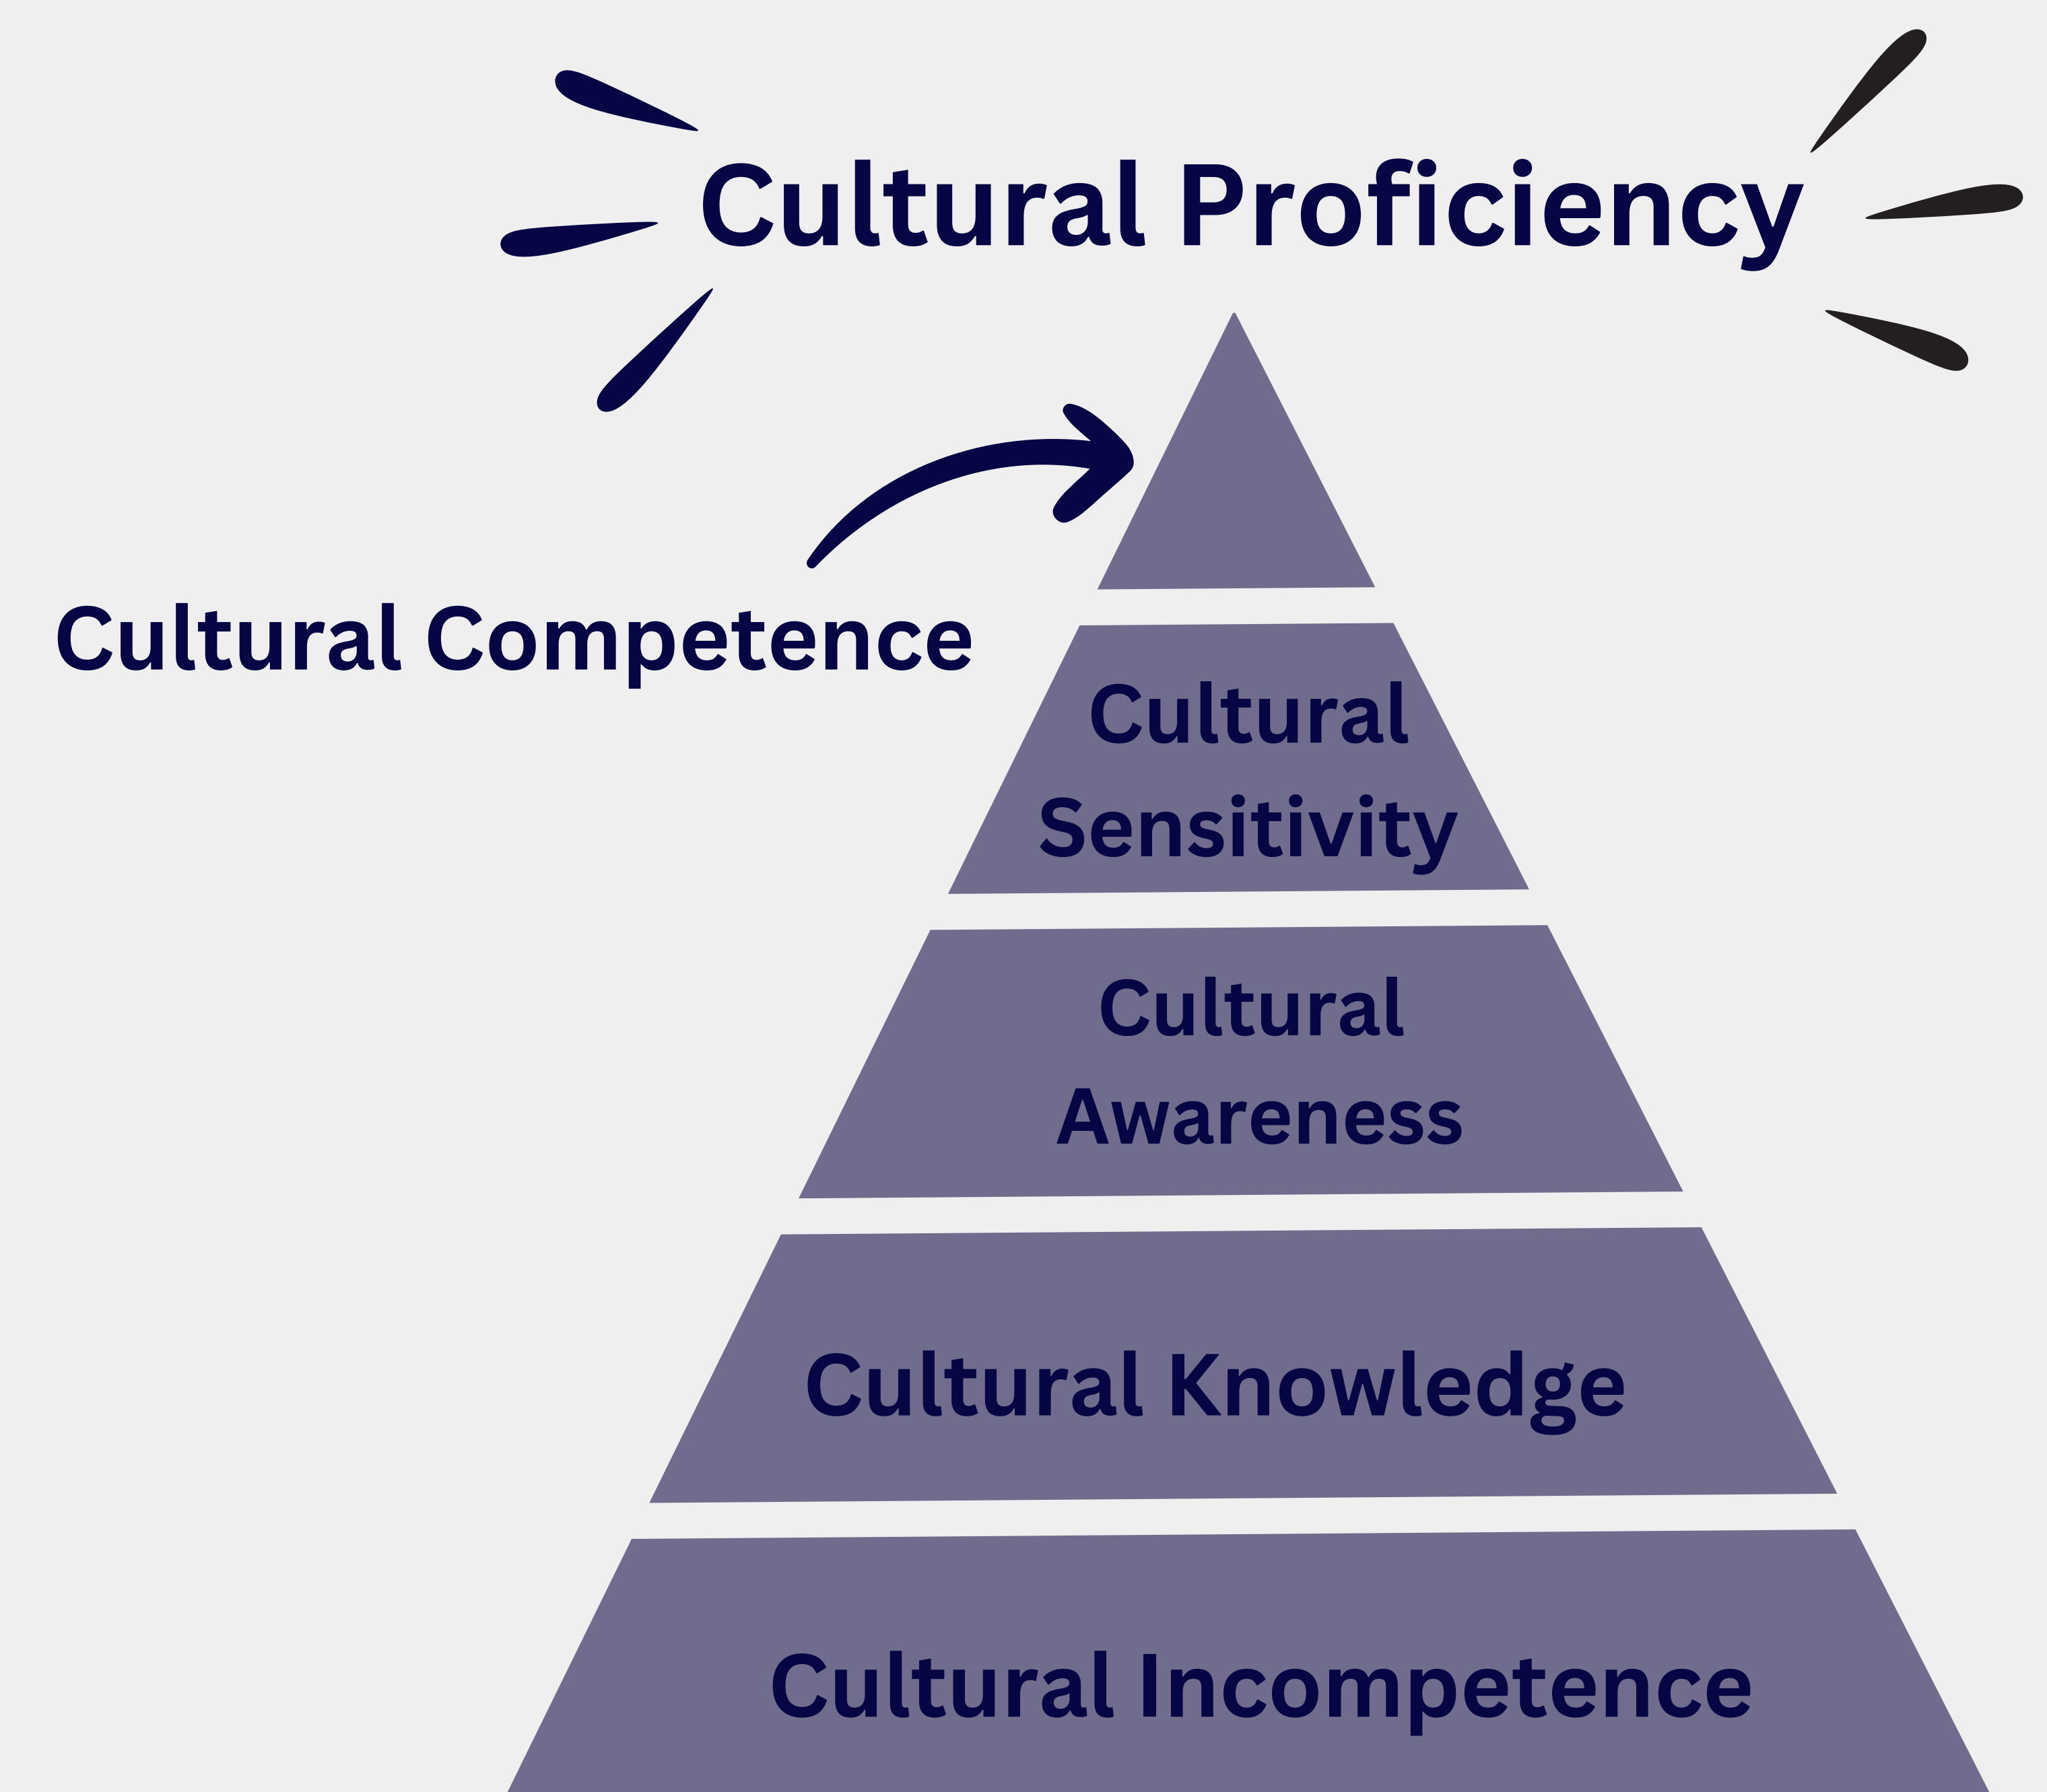 Cultural Proficiency
Cultural Competence
Cultural
Sensitivity
Cultural
Awareness
Cultural Knowledge
Cultural Incompetence